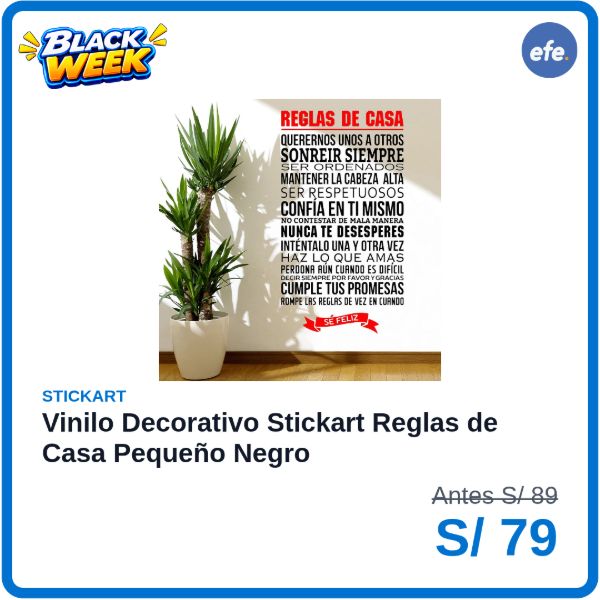 BLACK
WEEK
efe.
REGLAS DE CASA
QUERERNOS UNOS A OTROS
SONREIR SIEMPRE
SER ORDENADOS
MANTENER LA CABEZA ALTA
SER RESPETUOSOS
CONFÍA EN TI MISMO
NO CONTESTAR DE MALA MANERA
NUNCA TE DESESPERES
INTÉNTALO UNA Y OTRA VEZ
HAZ LO QUE AMAS
PERDONA AÚN CUANDO ES DIFÍCIL
DECIR SIEMPRE POR FAVOR Y GRACIAS
CUMPLE TUS PROMESAS
ROMPE LAS REGLAS DE VEZ EN CUANDO
SÉ FELIZ
STICKART
Vinilo Decorativo Stickart Reglas de
Casa Pequeño Negro
Antes S/ 89
S/ 79